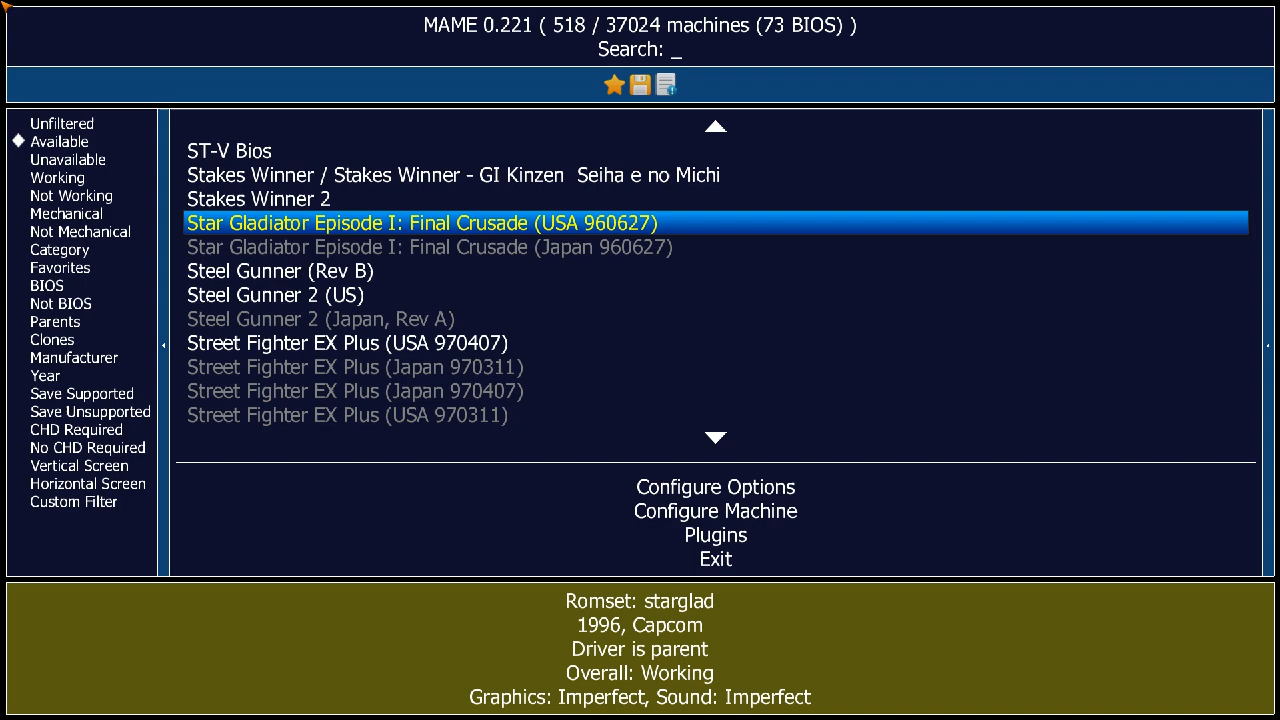 MAME 0.221 ( 518 / 37024 machines (73 BIOS) )
Search: _
Unfiltered
Available
Unavailable
Working
Not Working
Mechanical
Not Mechanical
Category
Favorites
BIOS
Not BIOS
Parents
Clones
Manufacturer
Year
Save Supported
Save Unsupported
CHD Required
No CHD Required
Vertical Screen
Horizontal Screen
Custom Filter
ST-V Bios
Stakes Winner / Stakes Winner - GI Kinzen  Seiha e no Michi
Stakes Winner 2
Star Gladiator Episode I: Final Crusade (USA 960627)
Star Gladiator Episode I: Final Crusade (Japan 960627)
Steel Gunner (Rev B)
Steel Gunner 2 (US)
Steel Gunner 2 (Japan, Rev A)
Street Fighter EX Plus (USA 970407)
Street Fighter EX Plus (Japan 970311)
Street Fighter EX Plus (Japan 970407)
Street Fighter EX Plus (USA 970311)
Configure Options
Configure Machine
Plugins
Exit
Romset: starglad
1996, Capcom
Driver is parent
Overall: Working
Graphics: Imperfect, Sound: Imperfect